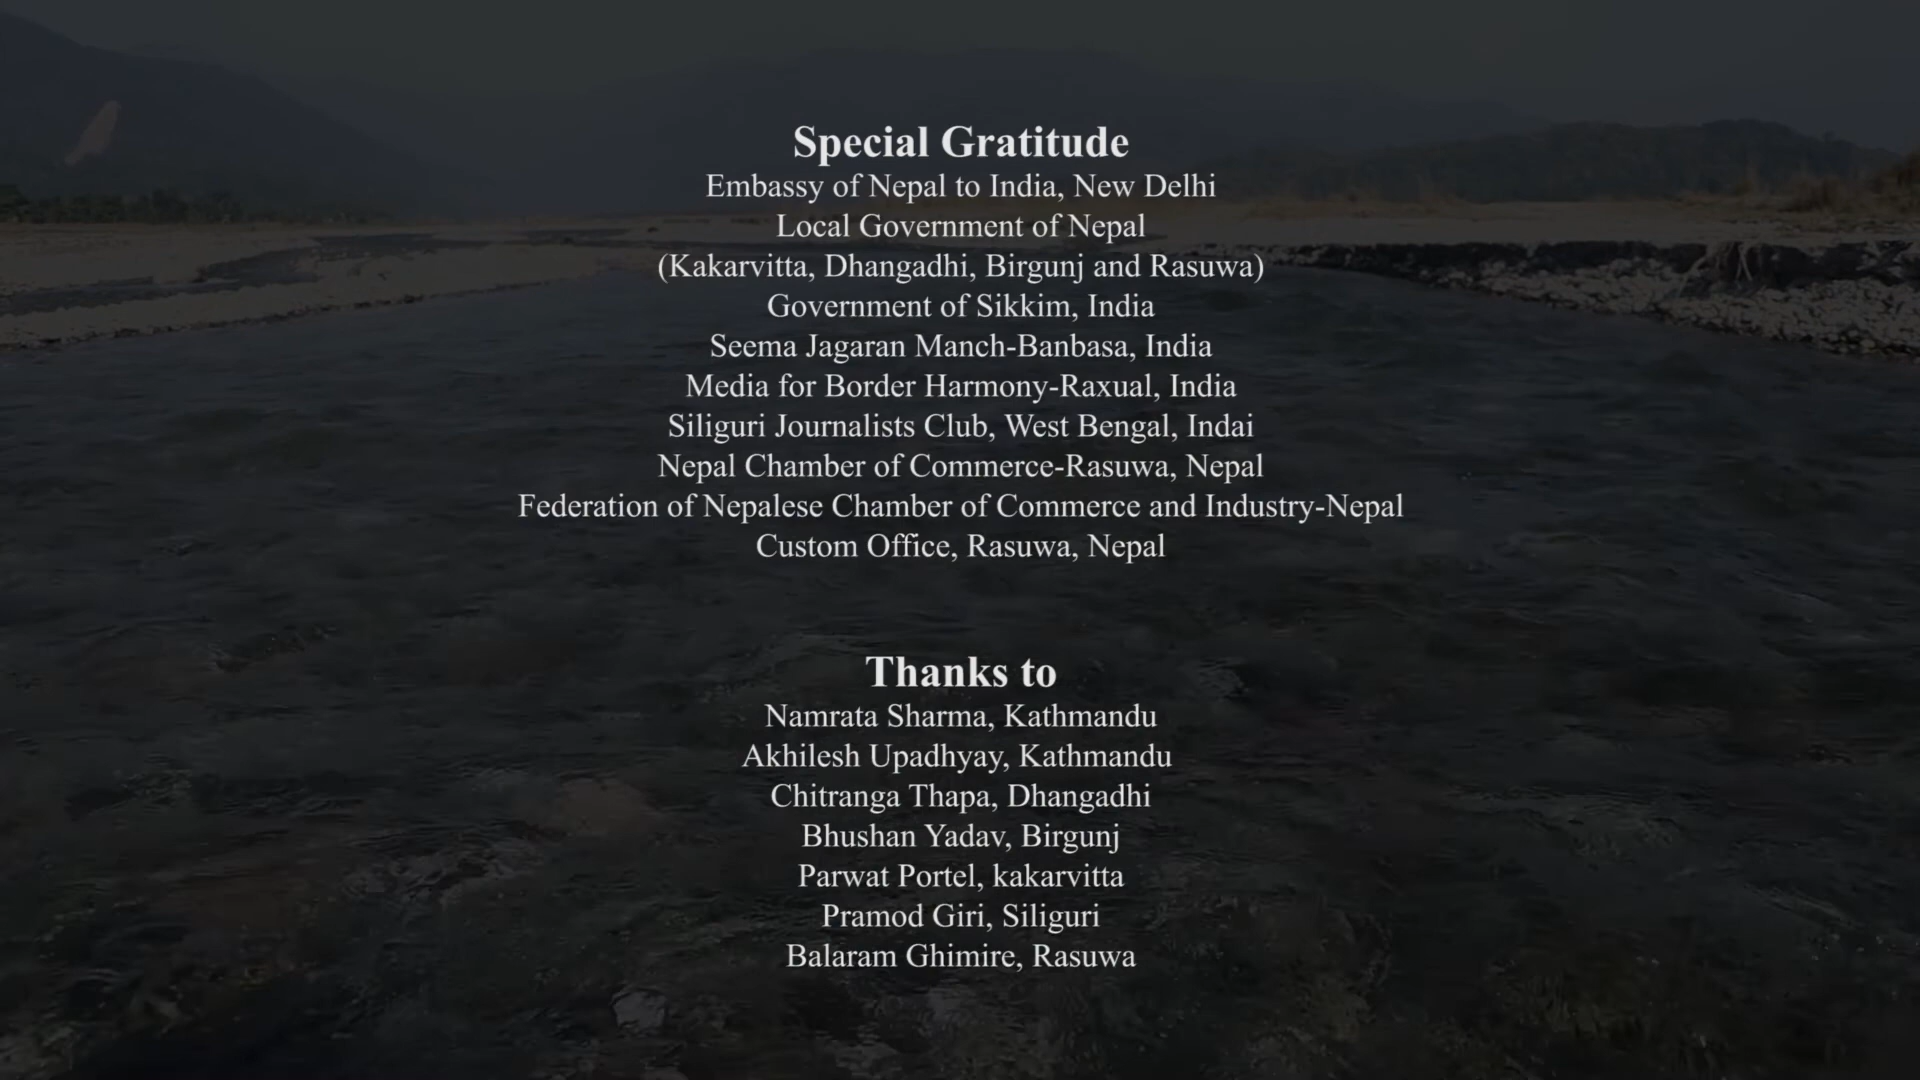 Special Gratitude
Embassy of Nepal to India, New Delhi
Local Government of Nepal
(Kakarvitta, Dhangadhi, Birgunj and Rasuwa)
Government of Sikkim, India
Seema Jagaran Manch-Banbasa, India
Media for Border Harmony-Raxual, India
Siliguri Journalists Club, West Bengal, Indai
Nepal Chamber of Commerce-Rasuwa, Nepal
Federation of Nepalese Chamber of Commerce and Industry-Nepal
Custom Office, Rasuwa, Nepal
Thanks to
Namrata Sharma, Kathmandu
Akhilesh Upadhyay, Kathmandu
Chitranga Thapa, Dhangadhi
Bhushan Yadav, Birgunj
Parwat Portel, kakarvitta
Pramod Giri, Siliguri
Balaram Ghimire, Rasuwa